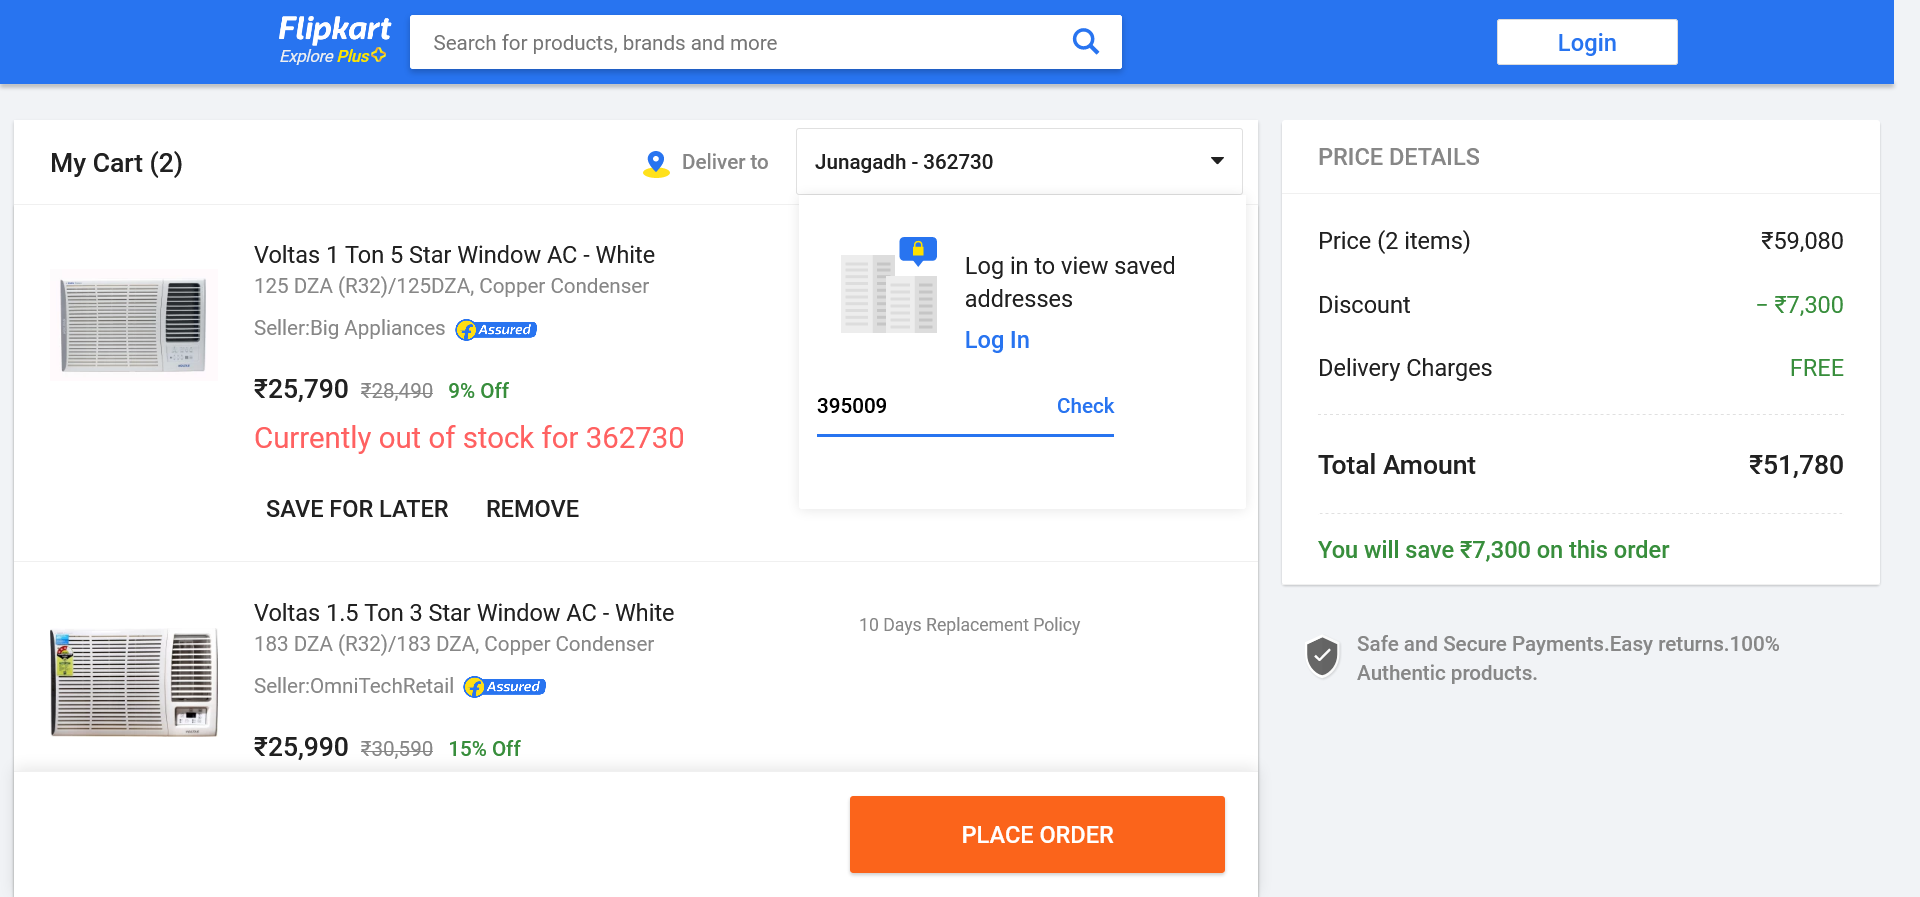 Flipkart
Explore Plus
Search for products, brands and more
Login
My Cart (2)
Deliver to
Junagadh - 362730
Log in to view saved
addresses
Log In
395009
Check
Voltas 1 Ton 5 Star Window AC - White
125 DZA (R32)/125DZA, Copper Condenser
Seller:Big Appliances
Assured
₹25,790 ₹28,490 9% Off
Currently out of stock for 362730
SAVE FOR LATER REMOVE
Voltas 1.5 Ton 3 Star Window AC - White
183 DZA (R32)/183 DZA, Copper Condenser
Seller:OmniTechRetail
Assured
10 Days Replacement Policy
₹25,990 ₹30,590 15% Off
PLACE ORDER
PRICE DETAILS
Price (2 items) ₹59,080
Discount − ₹7,300
Delivery Charges FREE
Total Amount ₹51,780
You will save ₹7,300 on this order
Safe and Secure Payments.Easy returns.100%
Authentic products.